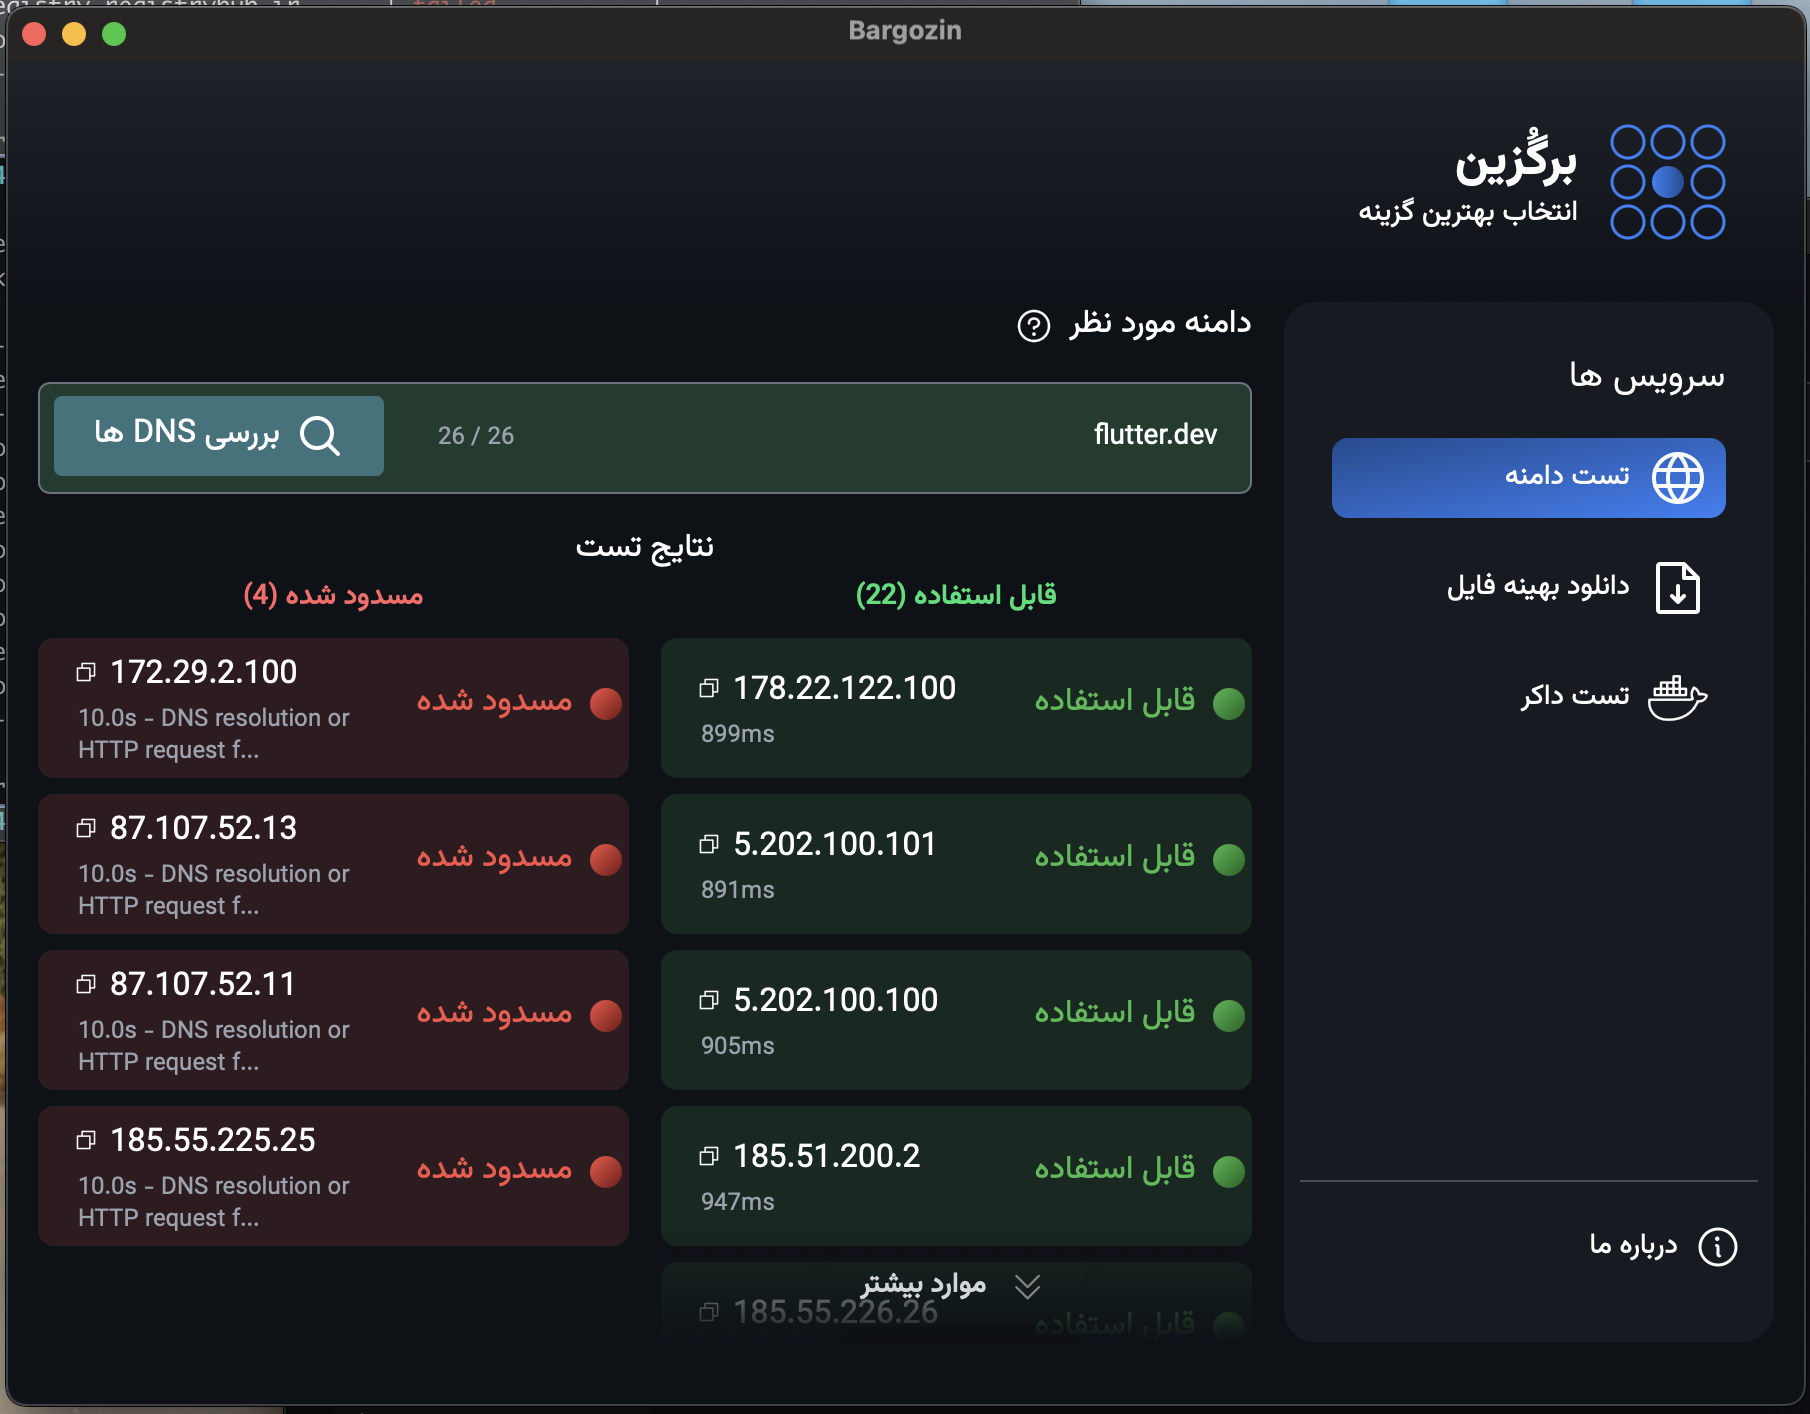 egistry.registryhub.ir
failed
Bargozin
برگُزین
انتخاب بهترین گزینه
سرویس ها
تست دامنه
دانلود بهینه فایل
تست داکر
درباره ما
دامنه مورد نظر
flutter.dev
26 / 26
بررسی DNS ها
نتایج تست
قابل استفاده (22)
178.22.122.100
899ms
قابل استفاده
5.202.100.101
891ms
قابل استفاده
5.202.100.100
905ms
قابل استفاده
185.51.200.2
947ms
قابل استفاده
185.55.226.26
قابل استفاده
موارد بیشتر
مسدود شده (4)
172.29.2.100
10.0s - DNS resolution or
HTTP request f...
مسدود شده
87.107.52.13
10.0s - DNS resolution or
HTTP request f...
مسدود شده
87.107.52.11
10.0s - DNS resolution or
HTTP request f...
مسدود شده
185.55.225.25
10.0s - DNS resolution or
HTTP request f...
مسدود شده